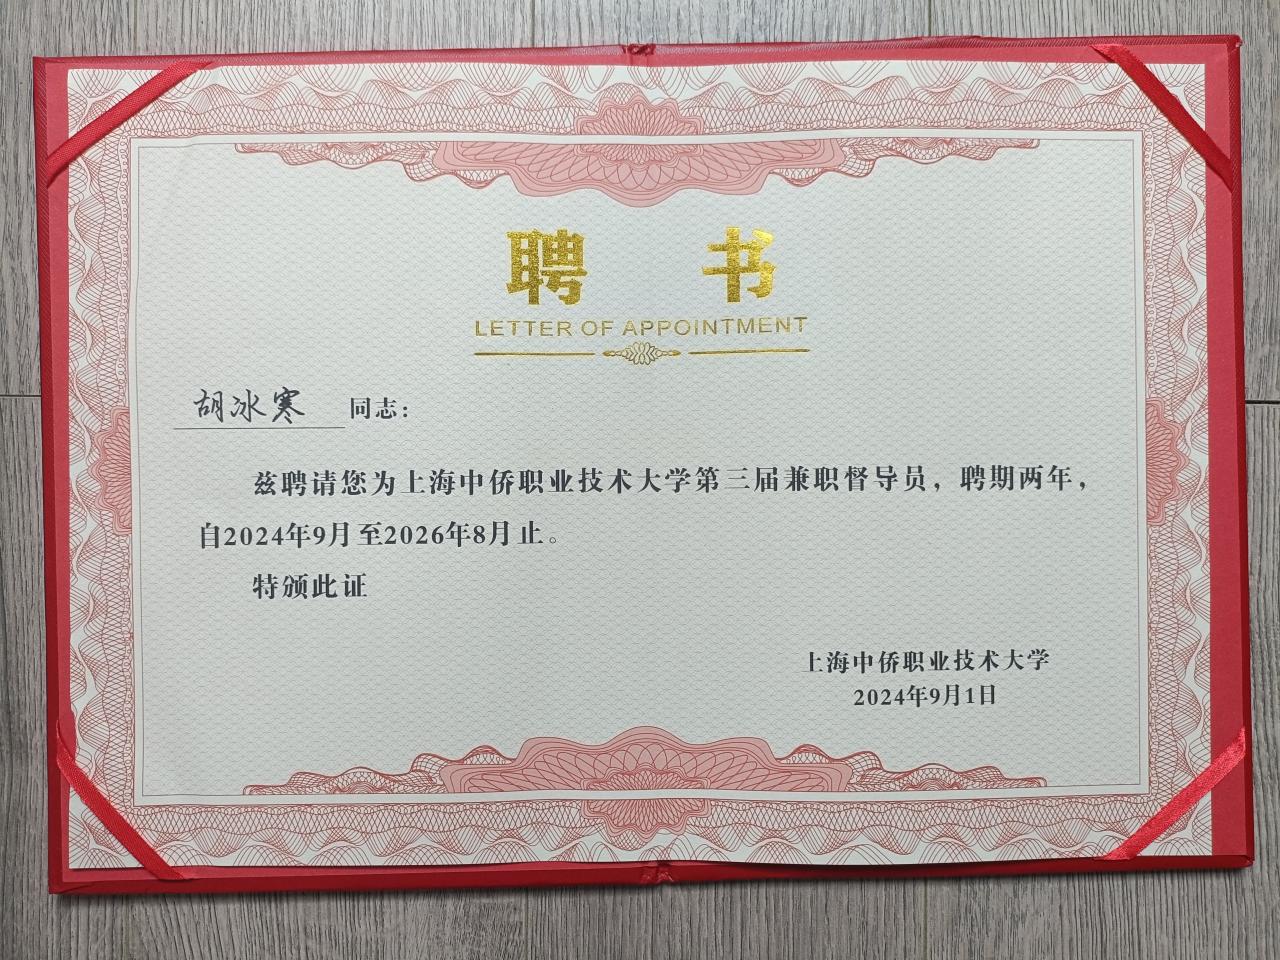 聘 书
LETTER OF APPOINTMENT
胡冰寒 同志：
兹聘请您为上海中侨职业技术大学第三届兼职督导员，聘期两年，
自2024年9月至2026年8月止。
特颁此证
上海中侨职业技术大学
2024年9月1日